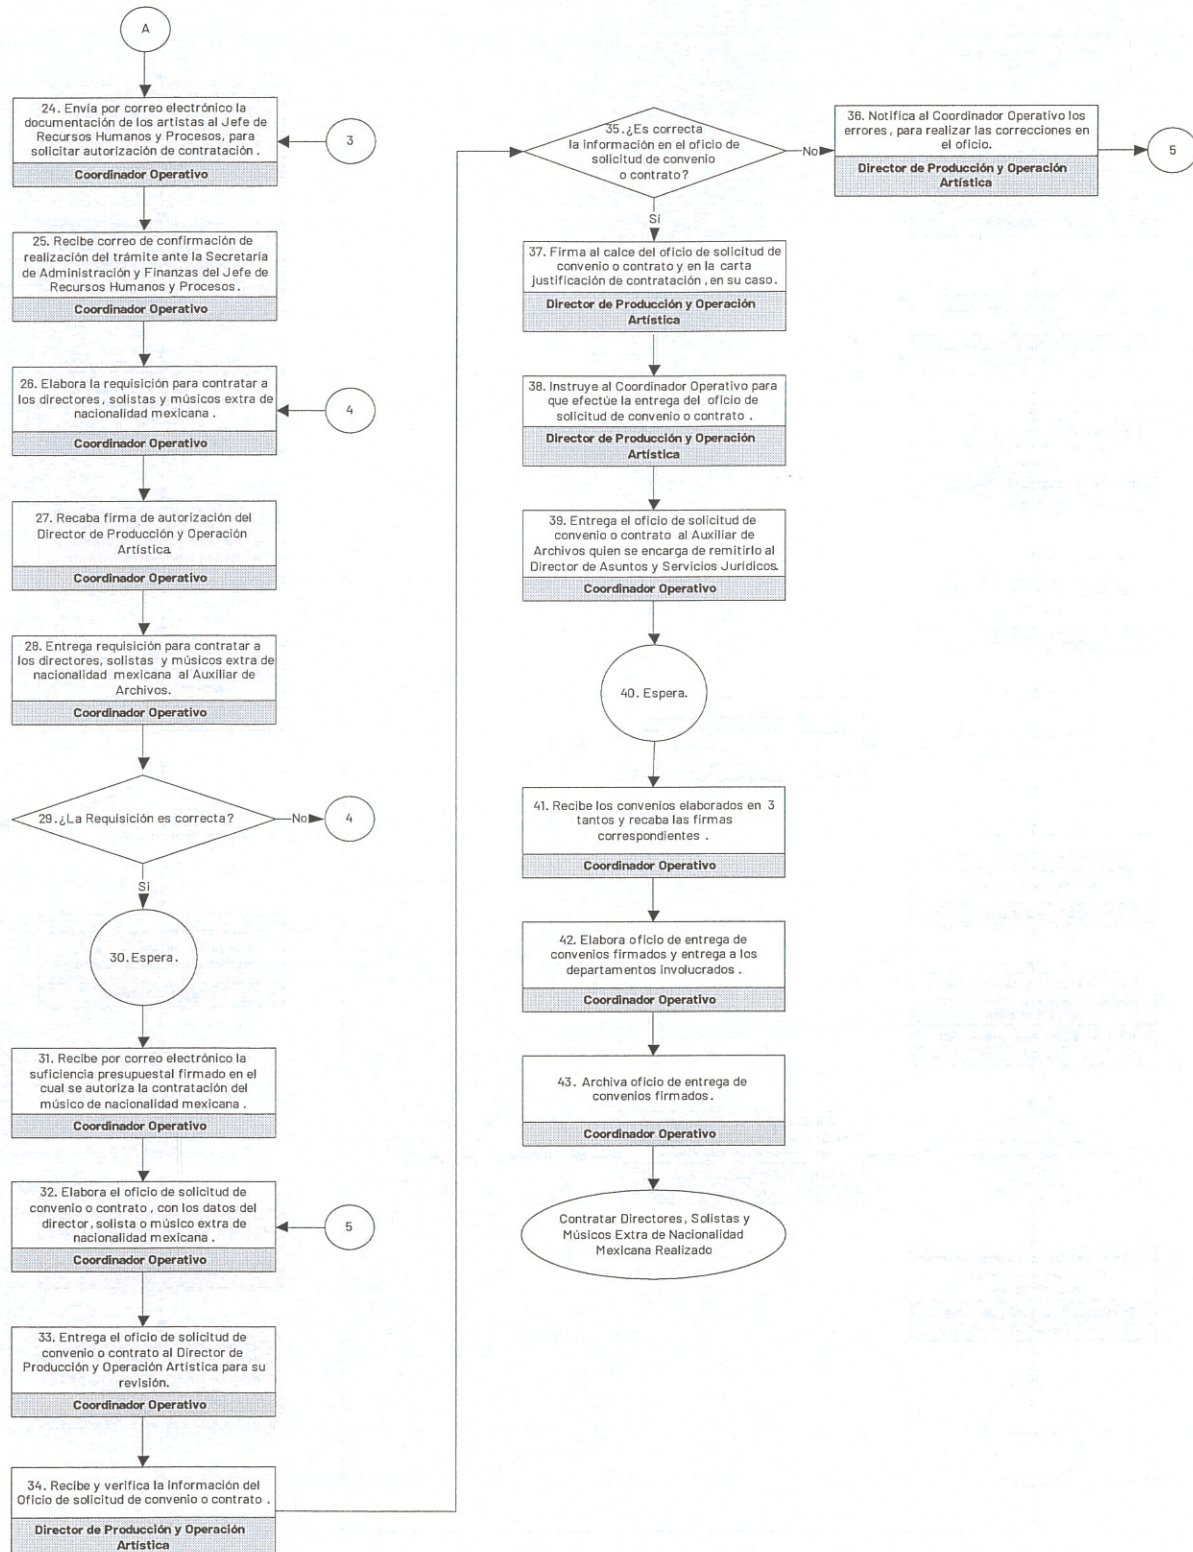 A
24. Envía por correo electrónico la
documentación de los artistas al Jefe de
Recursos Humanos y Procesos, para
solicitar autorización de contratación .
Coordinador Operativo
3
25. Recibe correo de confirmación de
realización del trámite ante la Secretaría
de Administración y Finanzas del Jefe de
Recursos Humanos y Procesos .
Coordinador Operativo
26. Elabora la requisición para contratar a
los directores, solistas y músicos extra de
nacionalidad mexicana .
Coordinador Operativo
4
27. Recaba firma de autorización del
Director de Producción y Operación
Artística.
Coordinador Operativo
28. Entrega requisición para contratar a
los directores, solistas y músicos extra de
nacionalidad mexicana al Auxiliar de
Archivos.
Coordinador Operativo
29. ¿La Requisición es correcta?
No
4
Sí
30. Espera.
31. Recibe por correo electrónico la
suficiencia presupuestal firmado en el
cual se autoriza la contratación del
músico de nacionalidad mexicana .
Coordinador Operativo
32. Elabora el oficio de solicitud de
convenio o contrato , con los datos del
director, solista o músico extra de
nacionalidad mexicana .
Coordinador Operativo
5
33. Entrega el oficio de solicitud de
convenio o contrato al Director de
Producción y Operación Artística para su
revisión.
Coordinador Operativo
34. Recibe y verifica la información del
Oficio de solicitud de convenio o contrato .
Director de Producción y Operación
Artística
35. ¿Es correcta
la información en el oficio de
solicitud de convenio
o contrato?
No
36. Notifica al Coordinador Operativo los
errores, para realizar las correcciones en
el oficio.
Director de Producción y Operación
Artística
5
Sí
37. Firma al calce del oficio de solicitud de
convenio o contrato y en la carta
justificación de contratación , en su caso.
Director de Producción y Operación
Artística
38. Instruye al Coordinador Operativo para
que efectúe la entrega del oficio de
solicitud de convenio o contrato .
Director de Producción y Operación
Artística
39. Entrega el oficio de solicitud de
convenio o contrato al Auxiliar de
Archivos quien se encarga de remitirlo al
Director de Asuntos y Servicios Jurídicos.
Coordinador Operativo
40. Espera.
41. Recibe los convenios elaborados en 3
tantos y recaba las firmas
correspondientes .
Coordinador Operativo
42. Elabora oficio de entrega de
convenios firmados y entrega a los
departamentos involucrados .
Coordinador Operativo
43. Archiva oficio de entrega de
convenios firmados.
Coordinador Operativo
Contratar Directores, Solistas y
Músicos Extra de Nacionalidad
Mexicana Realizado